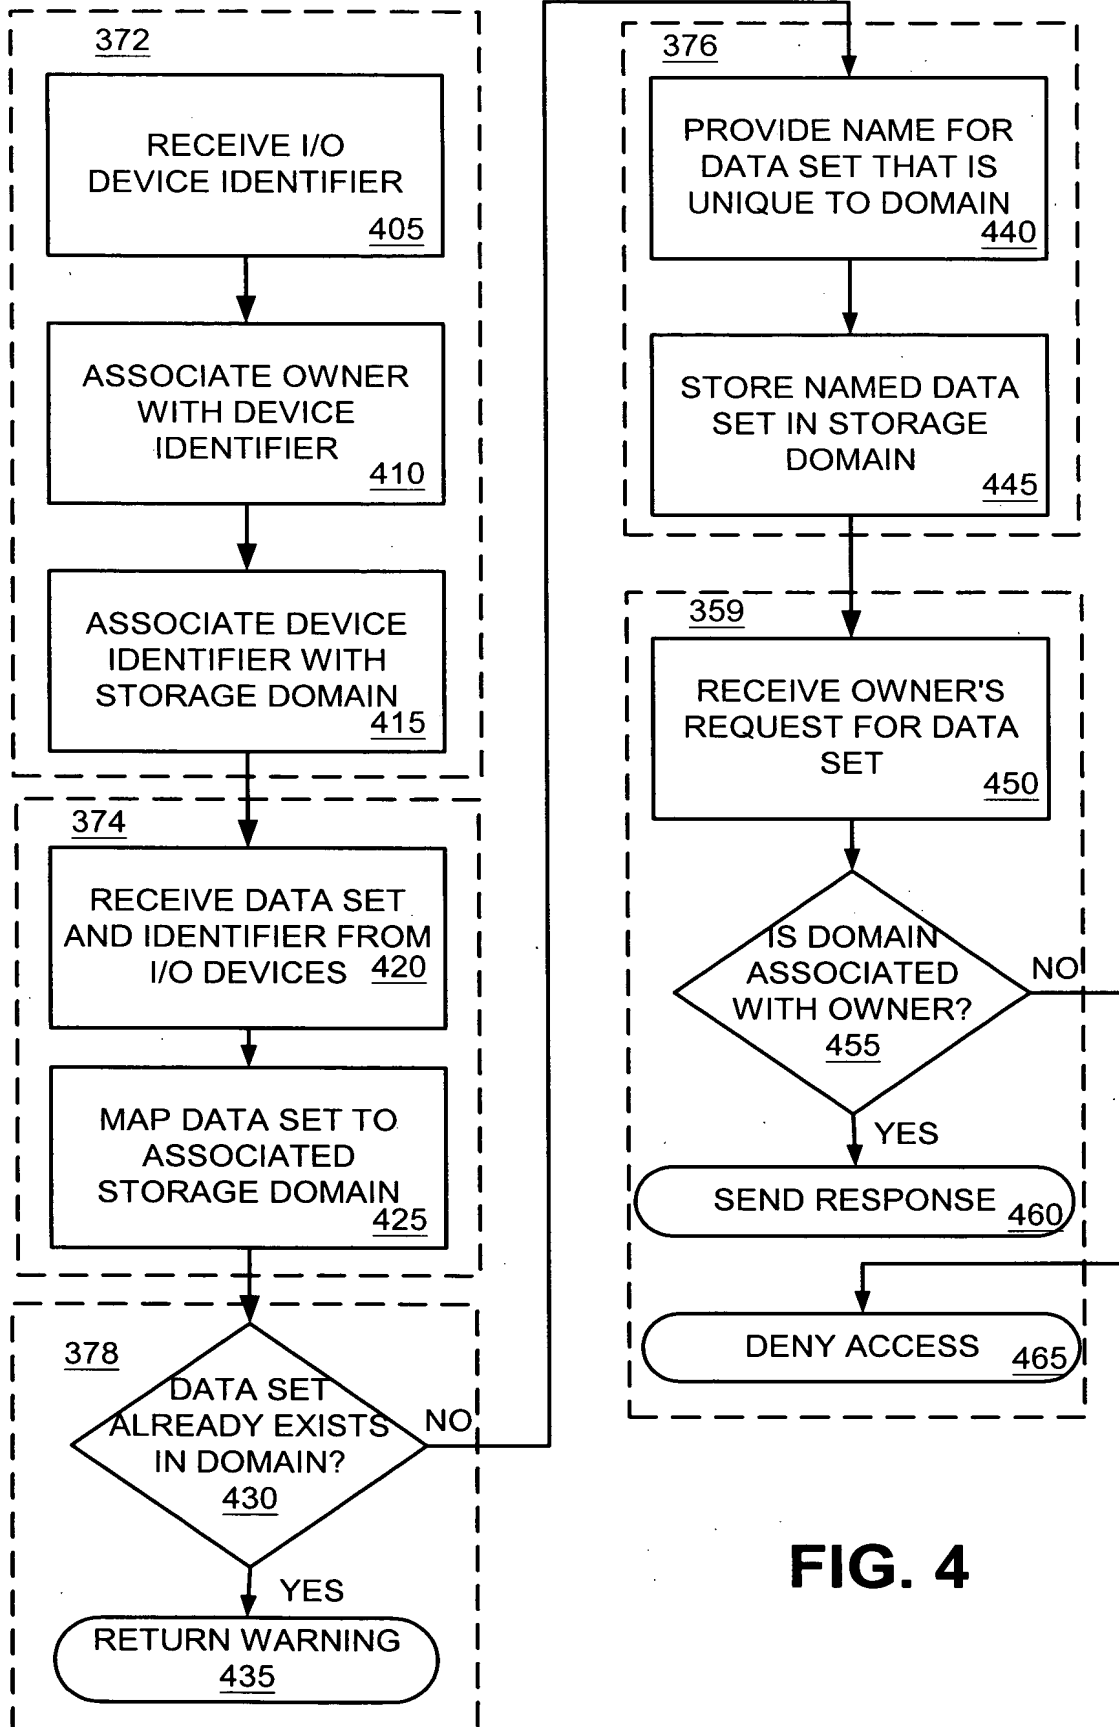 372
RECEIVE I/O
DEVICE IDENTIFIER
405
ASSOCIATE OWNER
WITH DEVICE
IDENTIFIER
410
ASSOCIATE DEVICE
IDENTIFIER WITH
STORAGE DOMAIN
415
374
RECEIVE DATA SET
AND IDENTIFIER FROM
I/O DEVICES 420
MAP DATA SET TO
ASSOCIATED
STORAGE DOMAIN
425
378
DATA SET
ALREADY EXISTS
IN DOMAIN?
430
NO
YES
RETURN WARNING
435
376
PROVIDE NAME FOR
DATA SET THAT IS
UNIQUE TO DOMAIN
440
STORE NAMED DATA
SET IN STORAGE
DOMAIN
445
359
RECEIVE OWNER'S
REQUEST FOR DATA
SET
450
IS DOMAIN
ASSOCIATED
WITH OWNER?
455
NO
YES
SEND RESPONSE 460
DENY ACCESS 465
FIG. 4